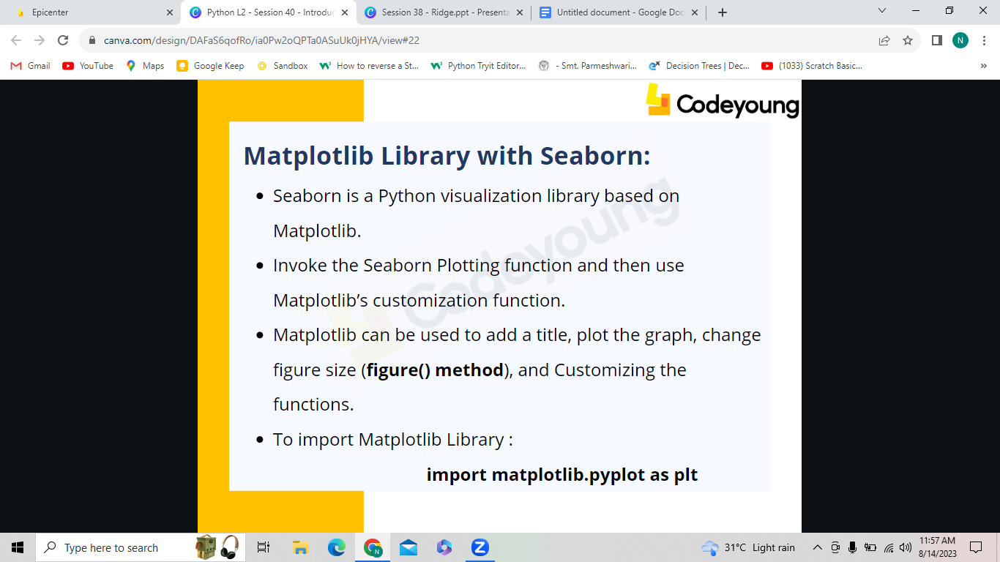 Epicenter
Python L2 - Session 40 - Introduc
Session 38 - Ridge.ppt - Presenta
Untitled document - Google Doc
canva.com/design/DAFaS6qofRo/ia0Pw2oQPTa0ASuUk0jHYA/view#22
N
Gmail
YouTube
Maps
Google Keep
Sandbox
How to reverse a St...
Python Tryit Editor...
- Smt. Parmeshwari...
Decision Trees | Dec...
(1033) Scratch Basic...
»
Codeyoung
Matplotlib Library with Seaborn:
• Seaborn is a Python visualization library based on
Matplotlib.
• Invoke the Seaborn Plotting function and then use
Matplotlib’s customization function.
• Matplotlib can be used to add a title, plot the graph, change
figure size (figure() method), and Customizing the
functions.
• To import Matplotlib Library :
import matplotlib.pyplot as plt
Codeyoung
Type here to search
31°C Light rain
11:57 AM
8/14/2023